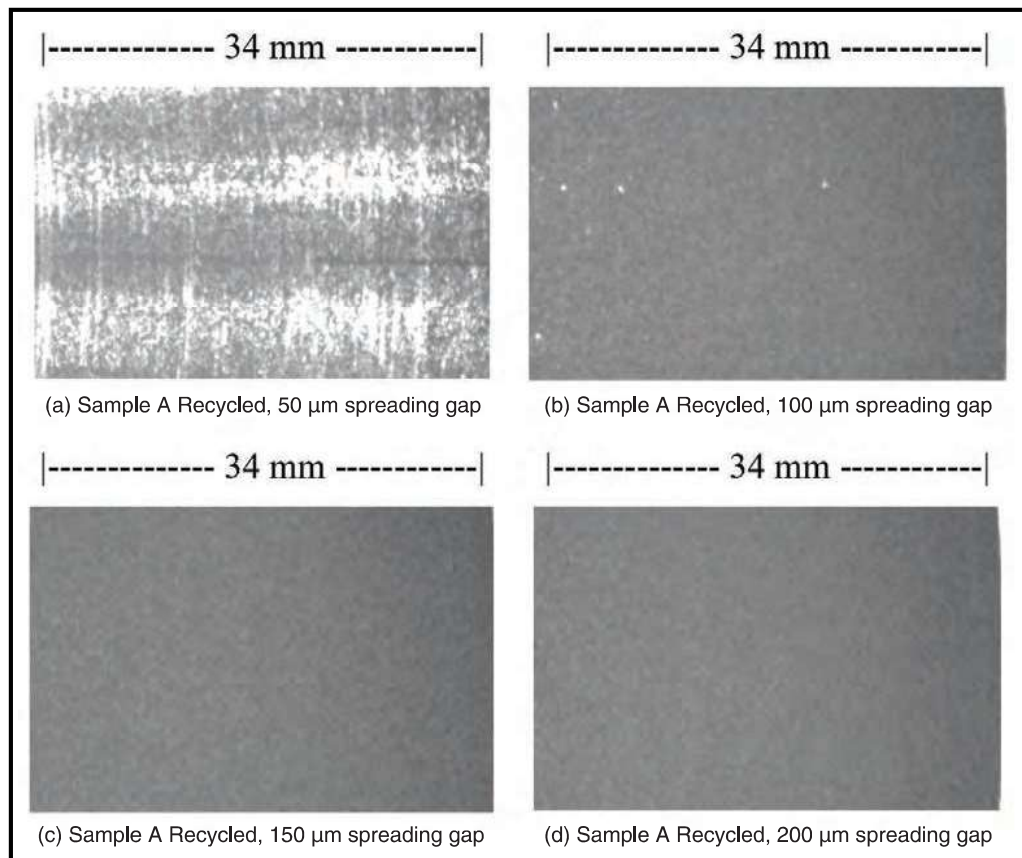 |-------------- 34 mm ------------|
|-------------- 34 mm ------------|
(a) Sample A Recycled, 50 μm spreading gap
(b) Sample A Recycled, 100 μm spreading gap
|-------------- 34 mm ------------|
|-------------- 34 mm ------------|
(c) Sample A Recycled, 150 μm spreading gap
(d) Sample A Recycled, 200 μm spreading gap